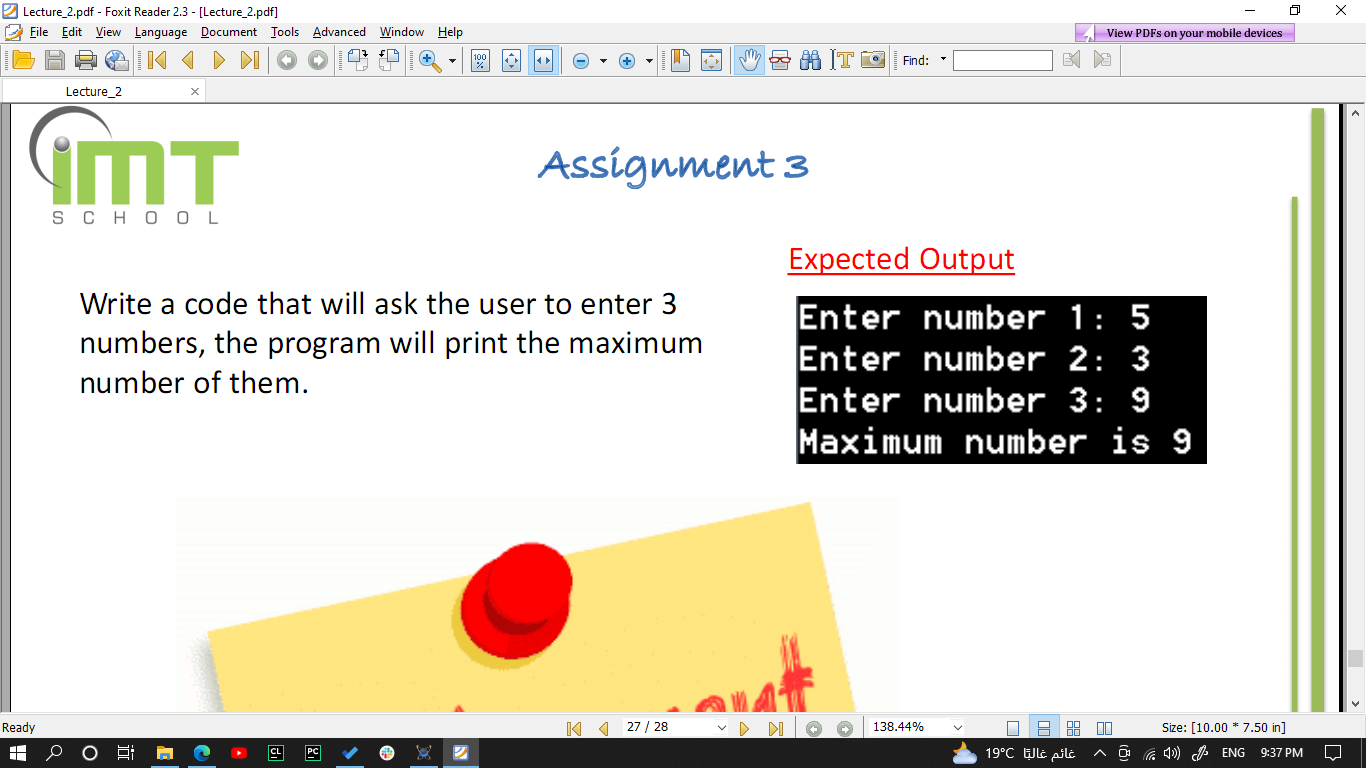 Lecture_2.pdf - Foxit Reader 2.3 - [Lecture_2.pdf]
File Edit View Language Document Tools Advanced Window Help
View PDFs on your mobile devices
100 %
T
Find:
Lecture_2
iMT
SCHOOL
Assignment 3
Expected Output
Write a code that will ask the user to enter 3
numbers, the program will print the maximum
number of them.
Enter number 1: 5
Enter number 2: 3
Enter number 3: 9
Maximum number is 9
Ready
27 / 28
138.44%
Size: [10.00 * 7.50 in]
CL
PC
19°C غائم غالبًا
ENG
9:37 PM